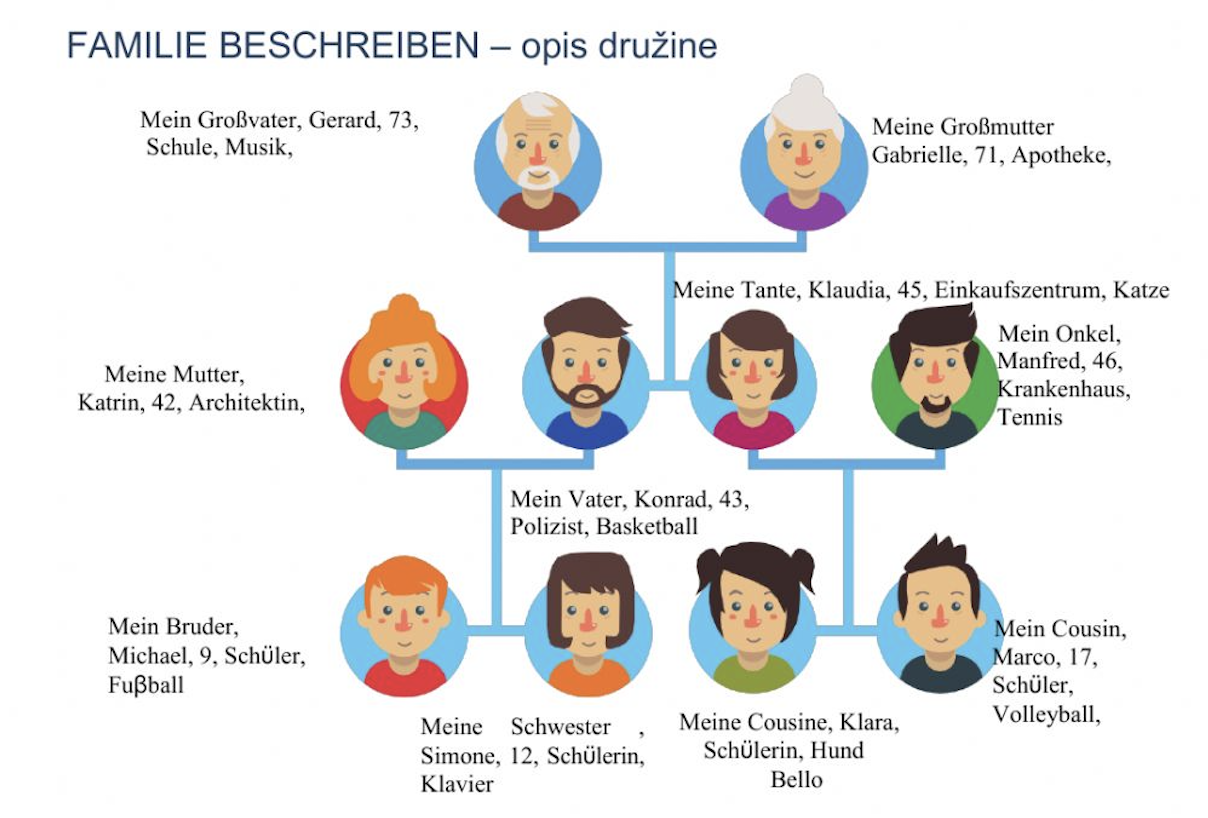 FAMILIE BESCHREIBEN – opis družine
Mein Großvater, Gerard, 73,
Schule, Musik,
Meine Großmutter
Gabrielle, 71, Apotheke,
Meine Tante, Klaudia, 45, Einkaufszentrum, Katze
Mein Onkel,
Manfred, 46,
Krankenhaus,
Tennis
Meine Mutter,
Katrin, 42, Architektin,
Mein Vater, Konrad, 43,
Polizist, Basketball
Mein Bruder,
Michael, 9, Schüler,
Fuβball
Meine Schwester ,
Simone, 12, Schülerin,
Klavier
Meine Cousine, Klara,
Schülerin, Hund
Bello
Mein Cousin,
Marco, 17,
Schüler,
Volleyball,